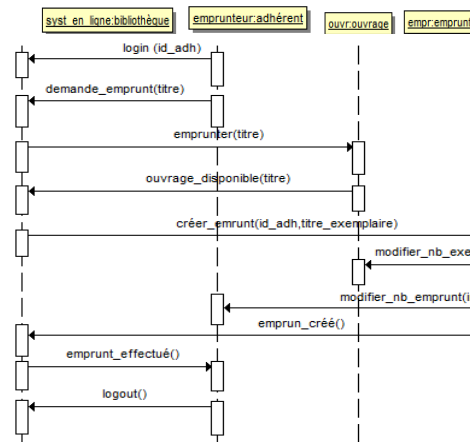 syst_en_ligne:bibliothèque
emprunteur:adhérent
ouvr:ouvrage
empr:emprunt
login (id_adh)
demande_emprunt(titre)
emprunter(titre)
ouvrage_disponible(titre)
créer_emrunt(id_adh,titre_exemplaire)
modifier_nb_exe
modifier_nb_emprunt(i
emprun_créé()
emprunt_effectué()
logout()